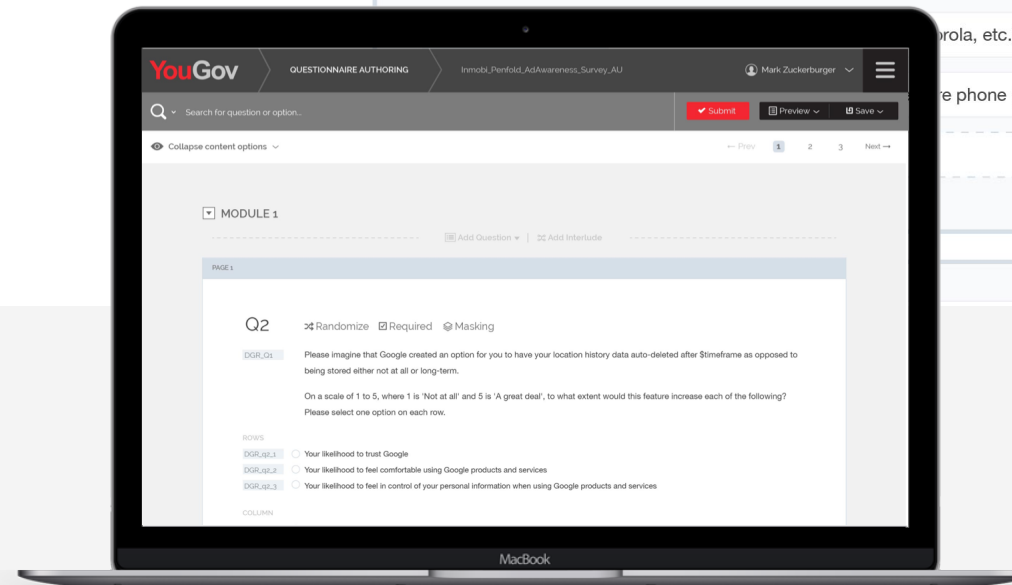 rola, etc.
YouGov
QUESTIONNAIRE AUTHORING
Inmobi_Penfold_AdAwareness_Survey_AU
Mark Zuckerburger
e phone
Search for question or option...
Submit
Preview
Save
Collapse content options
← Prev
1
2
3
Next →
MODULE 1
Add Question
Add Interlude
PAGE 1
Q2
Randomize
Required
Masking
DGR_Q1
Please imagine that Google created an option for you to have your location history data auto-deleted after $timeframe as opposed to
being stored either not at all or long-term.
On a scale of 1 to 5, where 1 is 'Not at all' and 5 is 'A great deal', to what extent would this feature increase each of the following?
Please select one option on each row.
ROWS
DGR_q2_1 Your likelihood to trust Google
DGR_q2_2 Your likelihood to feel comfortable using Google products and services
DGR_q2_3 Your likelihood to feel in control of your personal information when using Google products and services
COLUMN
MacBook